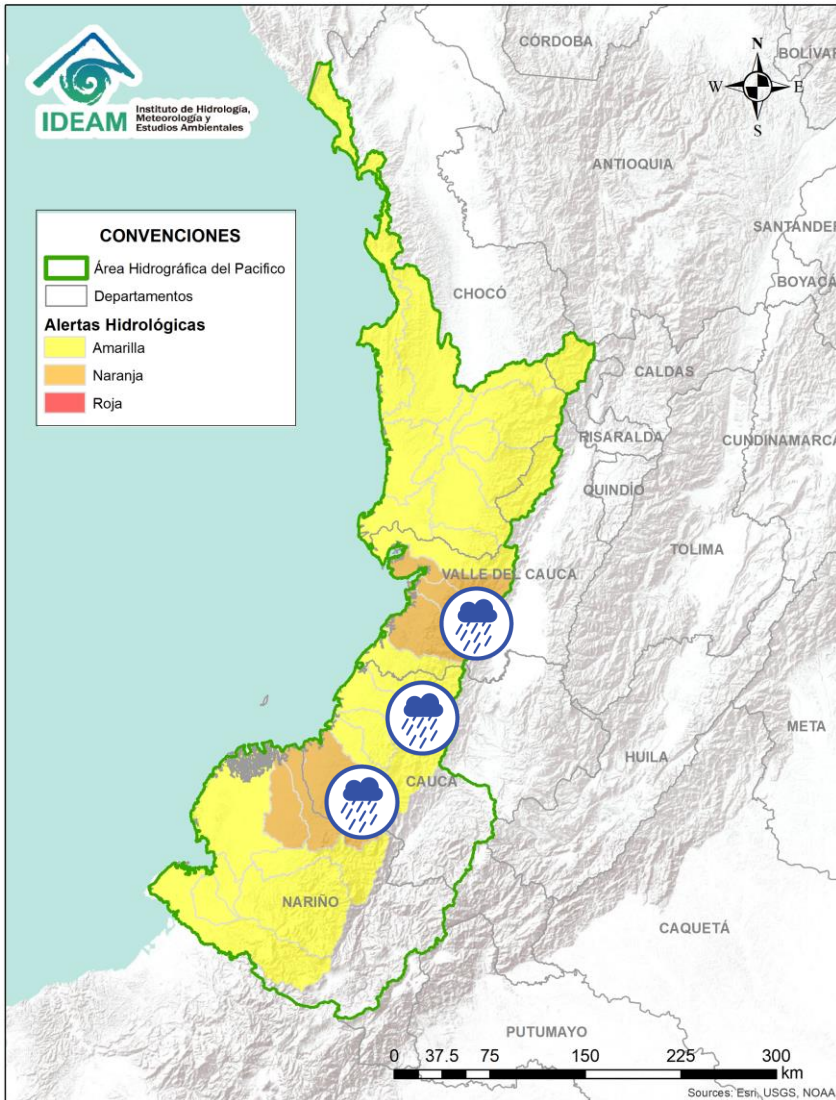 IDEAM
Instituto de Hidrología,
Meteorología y
Estudios Ambientales
CÓRDOBA
BOLÍVAR
N
W
E
S
ANTIOQUIA
SANTANDER
BOYACÁ
CONVENCIONES
Área Hidrográfica del Pacifico
Departamentos
Alertas Hidrológicas
Amarilla
Naranja
Roja
CHOCÓ
CALDAS
RISARALDA
CUNDINAMARCA
QUINDÍO
TOLIMA
VALLE DEL CAUCA
META
HUILA
CAUCA
NARIÑO
CAQUETÁ
PUTUMAYO
0 37.5 75 150 225 300
km
Sources: Esri, USGS, NOAA